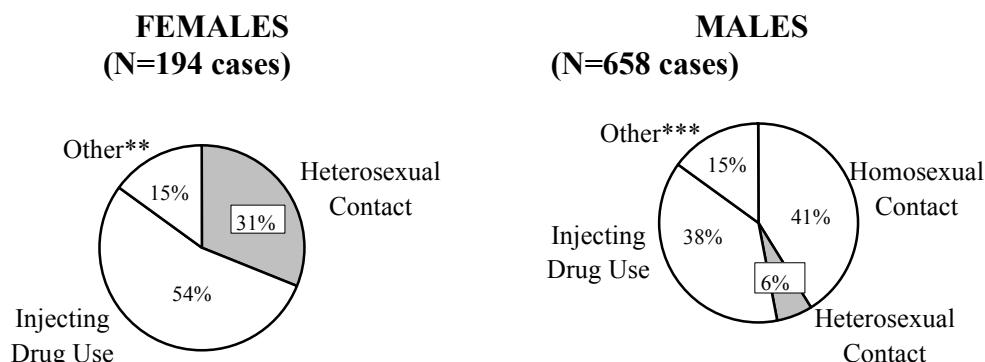 FEMALES
(N=194 cases)
Other**
15%
Heterosexual
Contact
31%
54%
Injecting
Drug Use
MALES
(N=658 cases)
Other***
15%
Homosexual
Contact
41%
Injecting
Drug Use
38%
6%
Heterosexual
Contact